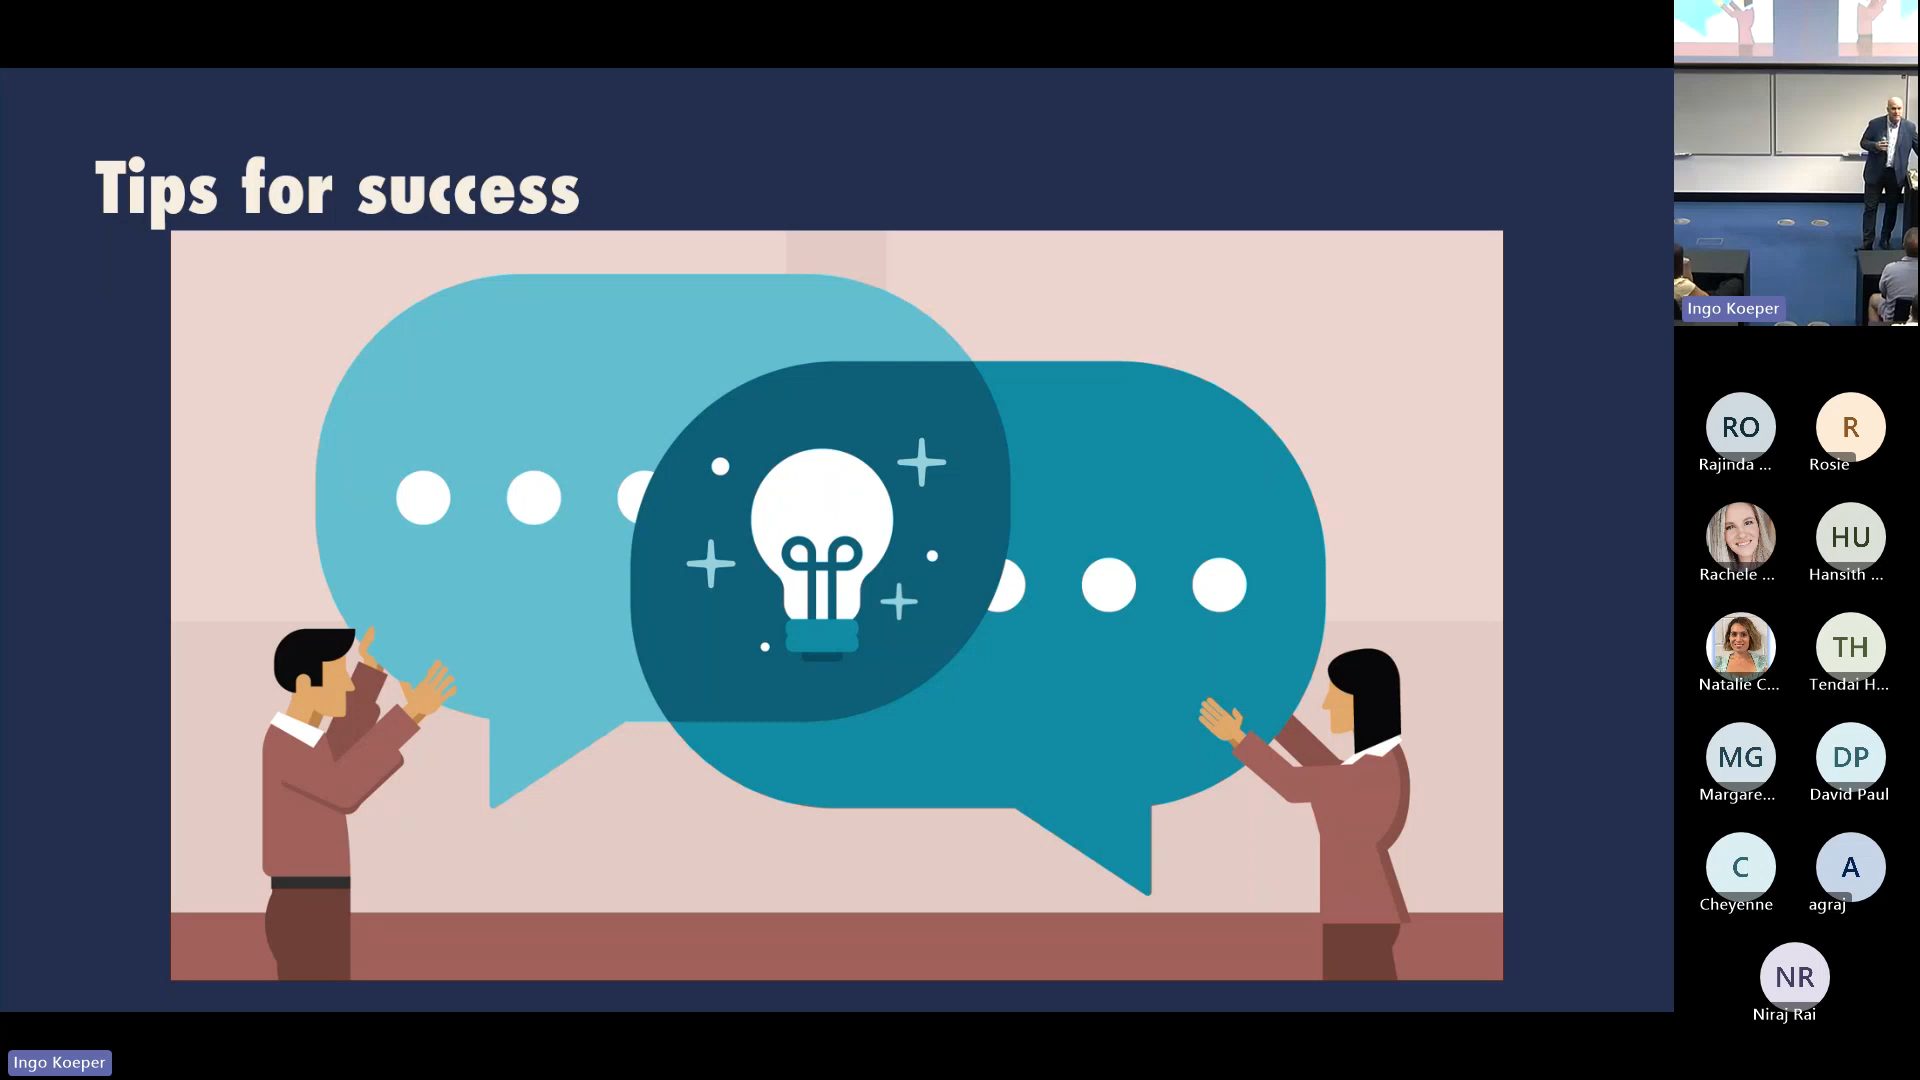 Tips for success
Ingo Koeper
RO
Rajinda ...
R
Rosie
Rachele ...
HU
Hansith ...
Natalie C...
TH
Tendai H...
MG
Margare...
DP
David Paul
C
Cheyenne
A
agraj
NR
Niraj Rai
Ingo Koeper